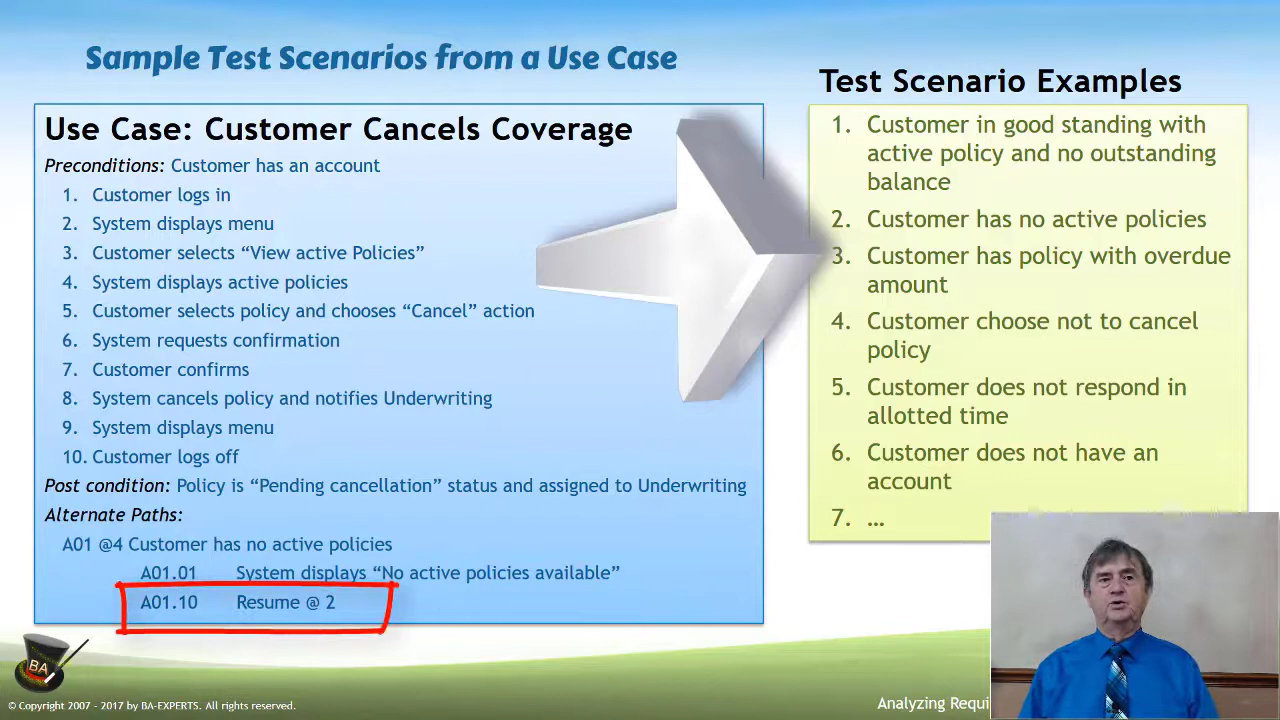 Sample Test Scenarios from a Use Case
Use Case: Customer Cancels Coverage
Preconditions: Customer has an account
1. Customer logs in
2. System displays menu
3. Customer selects “View active Policies”
4. System displays active policies
5. Customer selects policy and chooses “Cancel” action
6. System requests confirmation
7. Customer confirms
8. System cancels policy and notifies Underwriting
9. System displays menu
10. Customer logs off
Post condition: Policy is “Pending cancellation” status and assigned to Underwriting
Alternate Paths:
A01 @4 Customer has no active policies
A01.01 System displays “No active policies available”
A01.10 Resume @ 2
Test Scenario Examples
1. Customer in good standing with
active policy and no outstanding
balance
2. Customer has no active policies
3. Customer has policy with overdue
amount
4. Customer choose not to cancel
policy
5. Customer does not respond in
allotted time
6. Customer does not have an
account
7. …
BA
© Copyright 2007 - 2017 by BA-EXPERTS. All rights reserved.
Analyzing